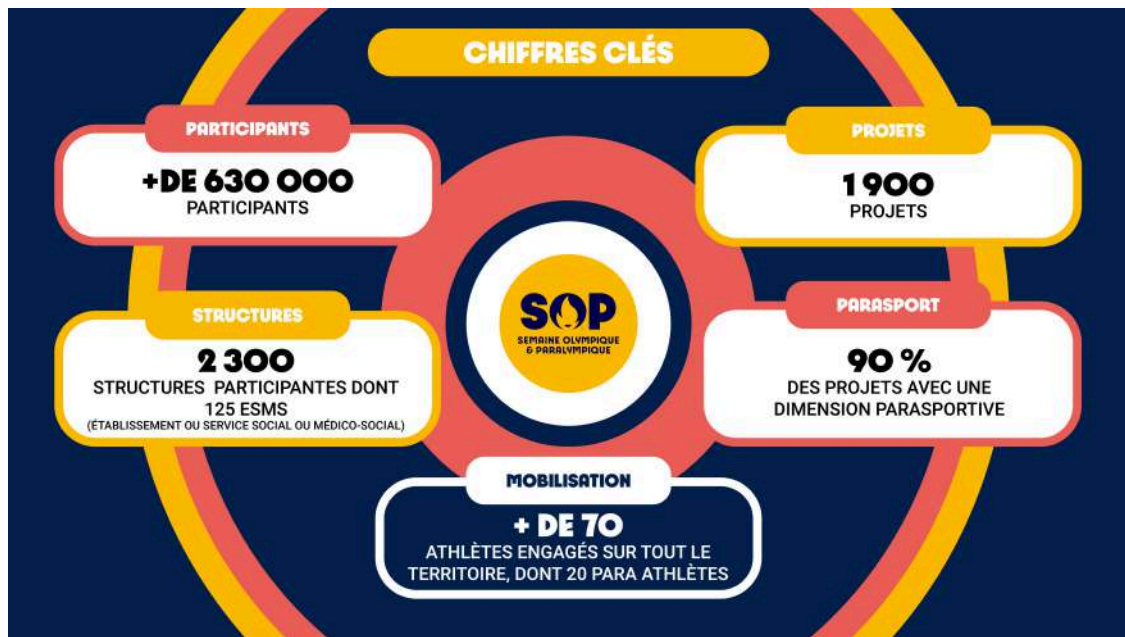 CHIFFRES CLÉS
PARTICIPANTS
+DE 630 000
PARTICIPANTS
PROJETS
1 900
PROJETS
STRUCTURES
2 300
STRUCTURES PARTICIPANTES DONT
125 ESMS
(ÉTABLISSEMENT OU SERVICE SOCIAL OU MÉDICO-SOCIAL)
SOP
SEMAINE OLYMPIQUE
& PARALYMPIQUE
PARASPORT
90 %
DES PROJETS AVEC UNE
DIMENSION PARASPORTIVE
MOBILISATION
+ DE 70
ATHLÈTES ENGAGÉS SUR TOUT LE
TERRITOIRE, DONT 20 PARA ATHLÈTES